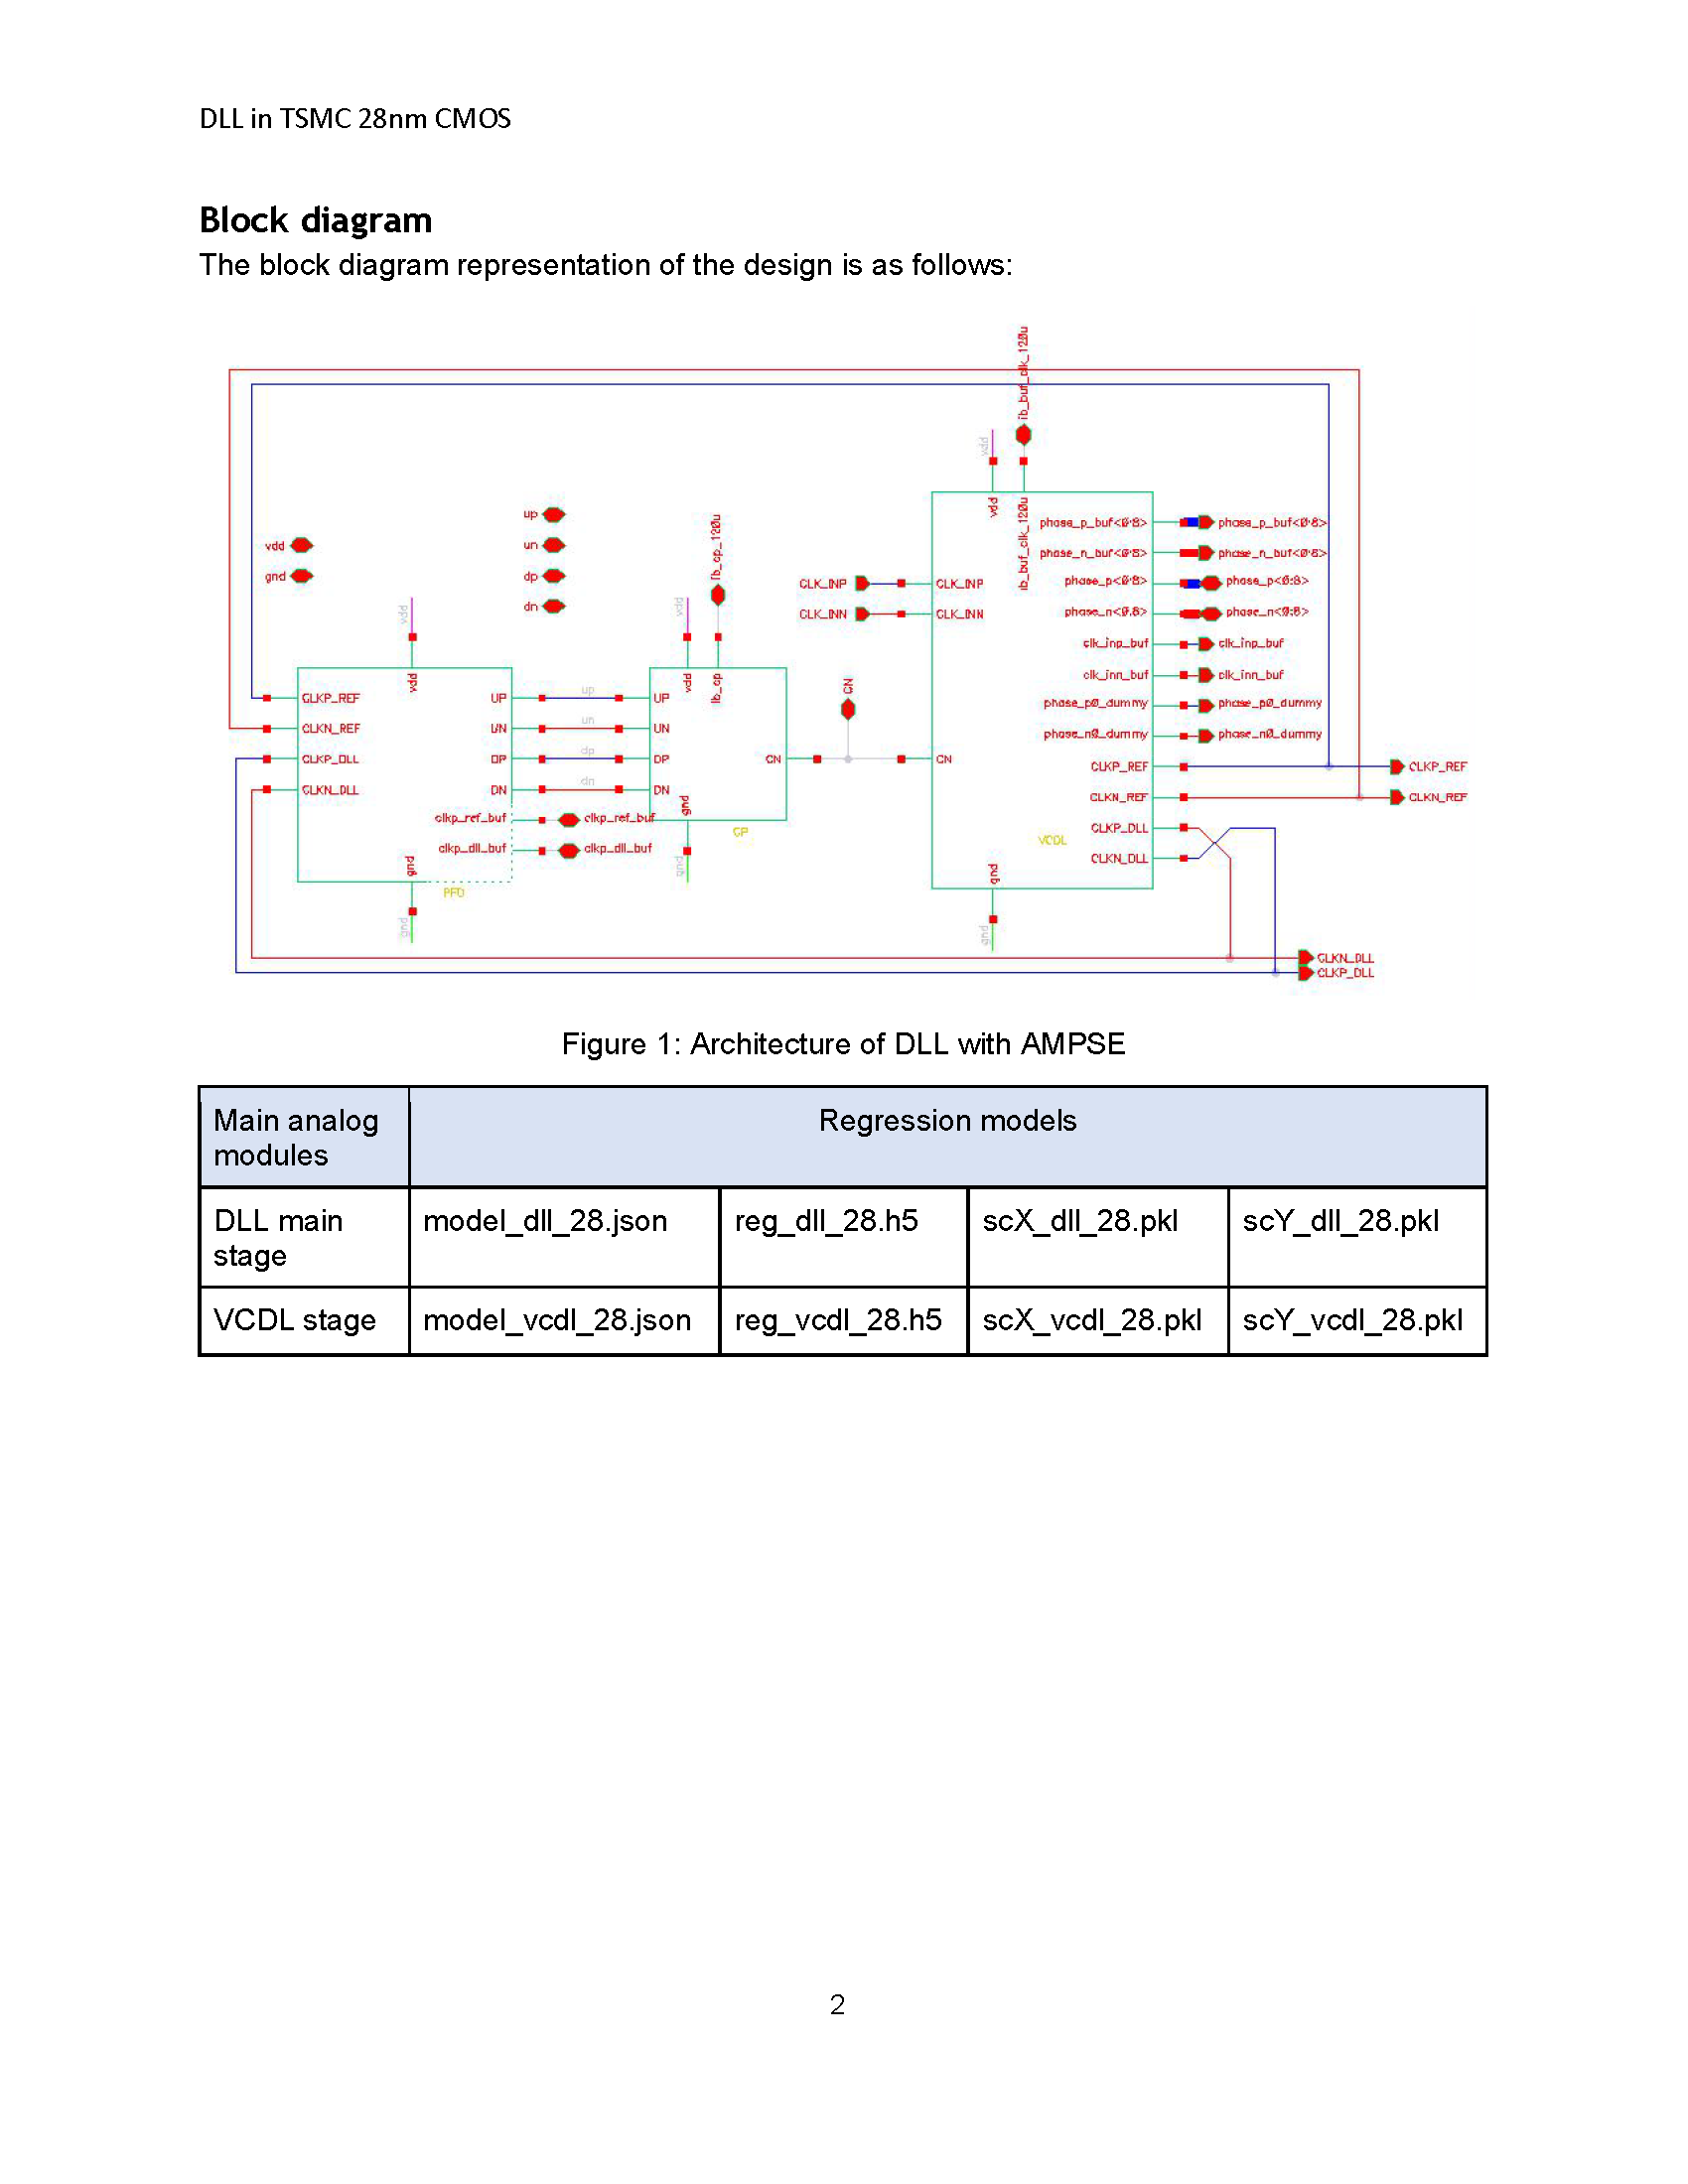 DLL in TSMC 28nm CMOS
Block diagram
The block diagram representation of the design is as follows:
ib_buf_clk_120u
vdd
vdd
ib_buf_clk_120u
up
un
dp
dn
vdd
gnd
ib_cp_120u
vdd
vdd
vdd
vdd
ib_cp
CLKP_REF
CLKN_REF
CLKP_DLL
CLKN_DLL
UP
UN
DP
DN
clkp_ref_buf
clkp_dll_buf
gnd
gnd
PFD
up
un
dp
dn
clkp_ref_buf
clkp_dll_buf
UP
UN
DP
DN
CN
gnd
gnd
CP
CN
CLK_INP
CLK_INN
CLK_INP
CLK_INN
CN
gnd
gnd
VCDL
phase_p_buf<0:8> phase_p_buf<0:8>
phase_n_buf<0:8> phase_n_buf<0:8>
phase_p<0:8> phase_p<0:8>
phase_n<0:8> phase_n<0:8>
clk_inp_buf clk_inp_buf
clk_inn_buf clk_inn_buf
phase_p0_dummy phase_p0_dummy
phase_n0_dummy phase_n0_dummy
CLKP_REF CLKP_REF
CLKN_REF CLKN_REF
CLKP_DLL
CLKN_DLL
CLKN_DLL
CLKP_DLL
Figure 1: Architecture of DLL with AMPSE
Main analog
modules
Regression models
DLL main
stage
model_dll_28.json
reg_dll_28.h5
scX_dll_28.pkl
scY_dll_28.pkl
VCDL stage
model_vcdl_28.json
reg_vcdl_28.h5
scX_vcdl_28.pkl
scY_vcdl_28.pkl
2